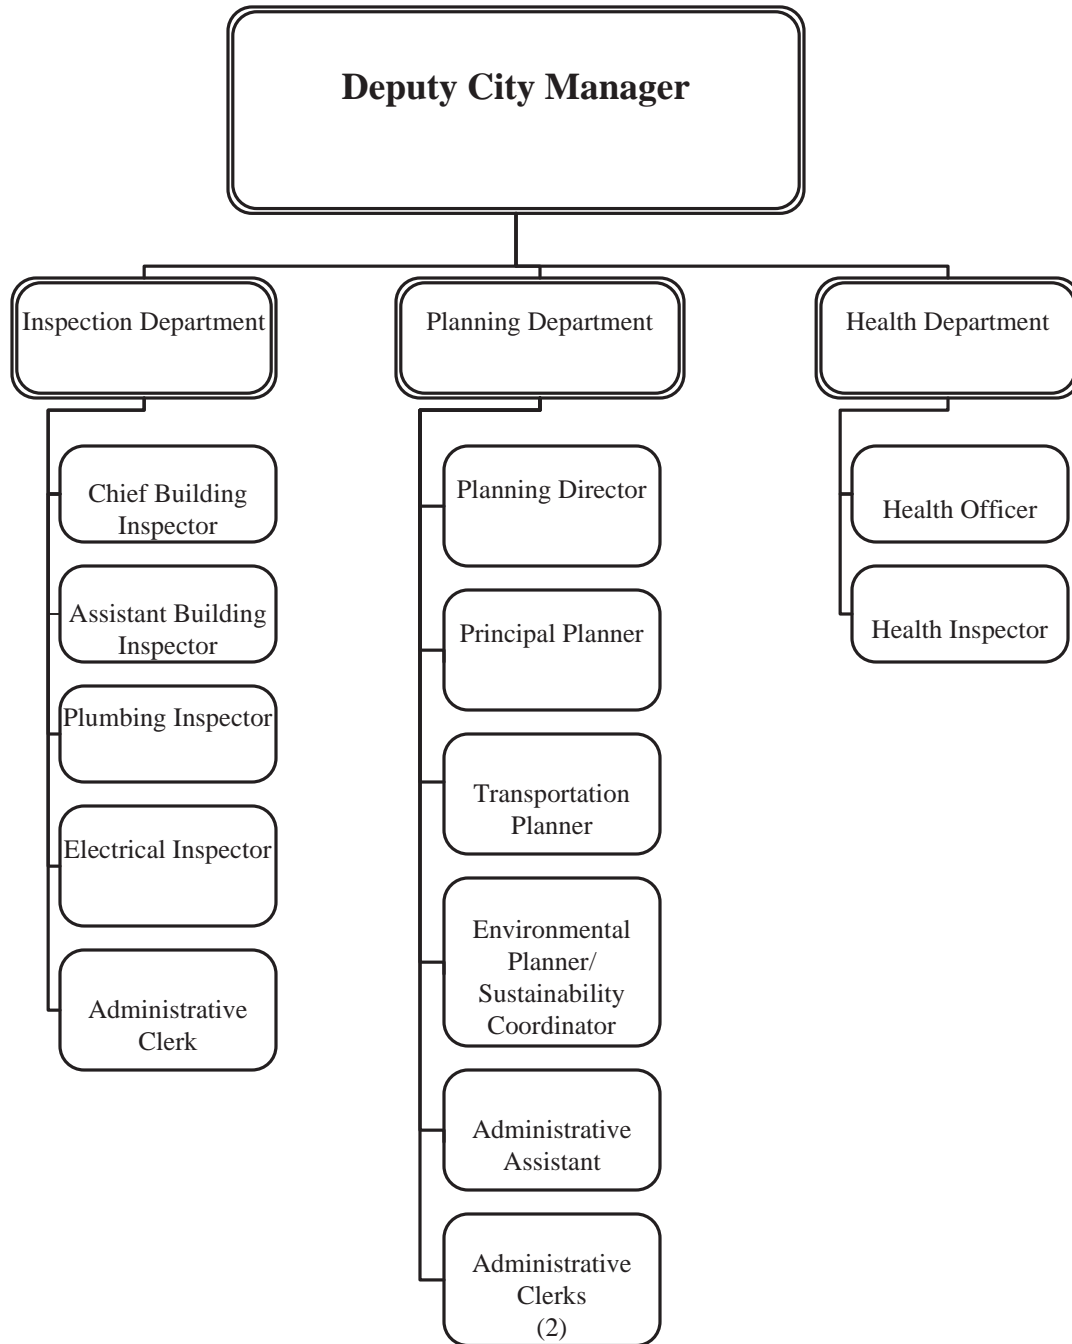 Deputy City Manager
Inspection Department
Planning Department
Health Department
Chief Building
Inspector
Assistant Building
Inspector
Plumbing Inspector
Electrical Inspector
Administrative
Clerk
Planning Director
Principal Planner
Transportation
Planner
Environmental
Planner/
Sustainability
Coordinator
Administrative
Assistant
Administrative
Clerks
(2)
Health Officer
Health Inspector